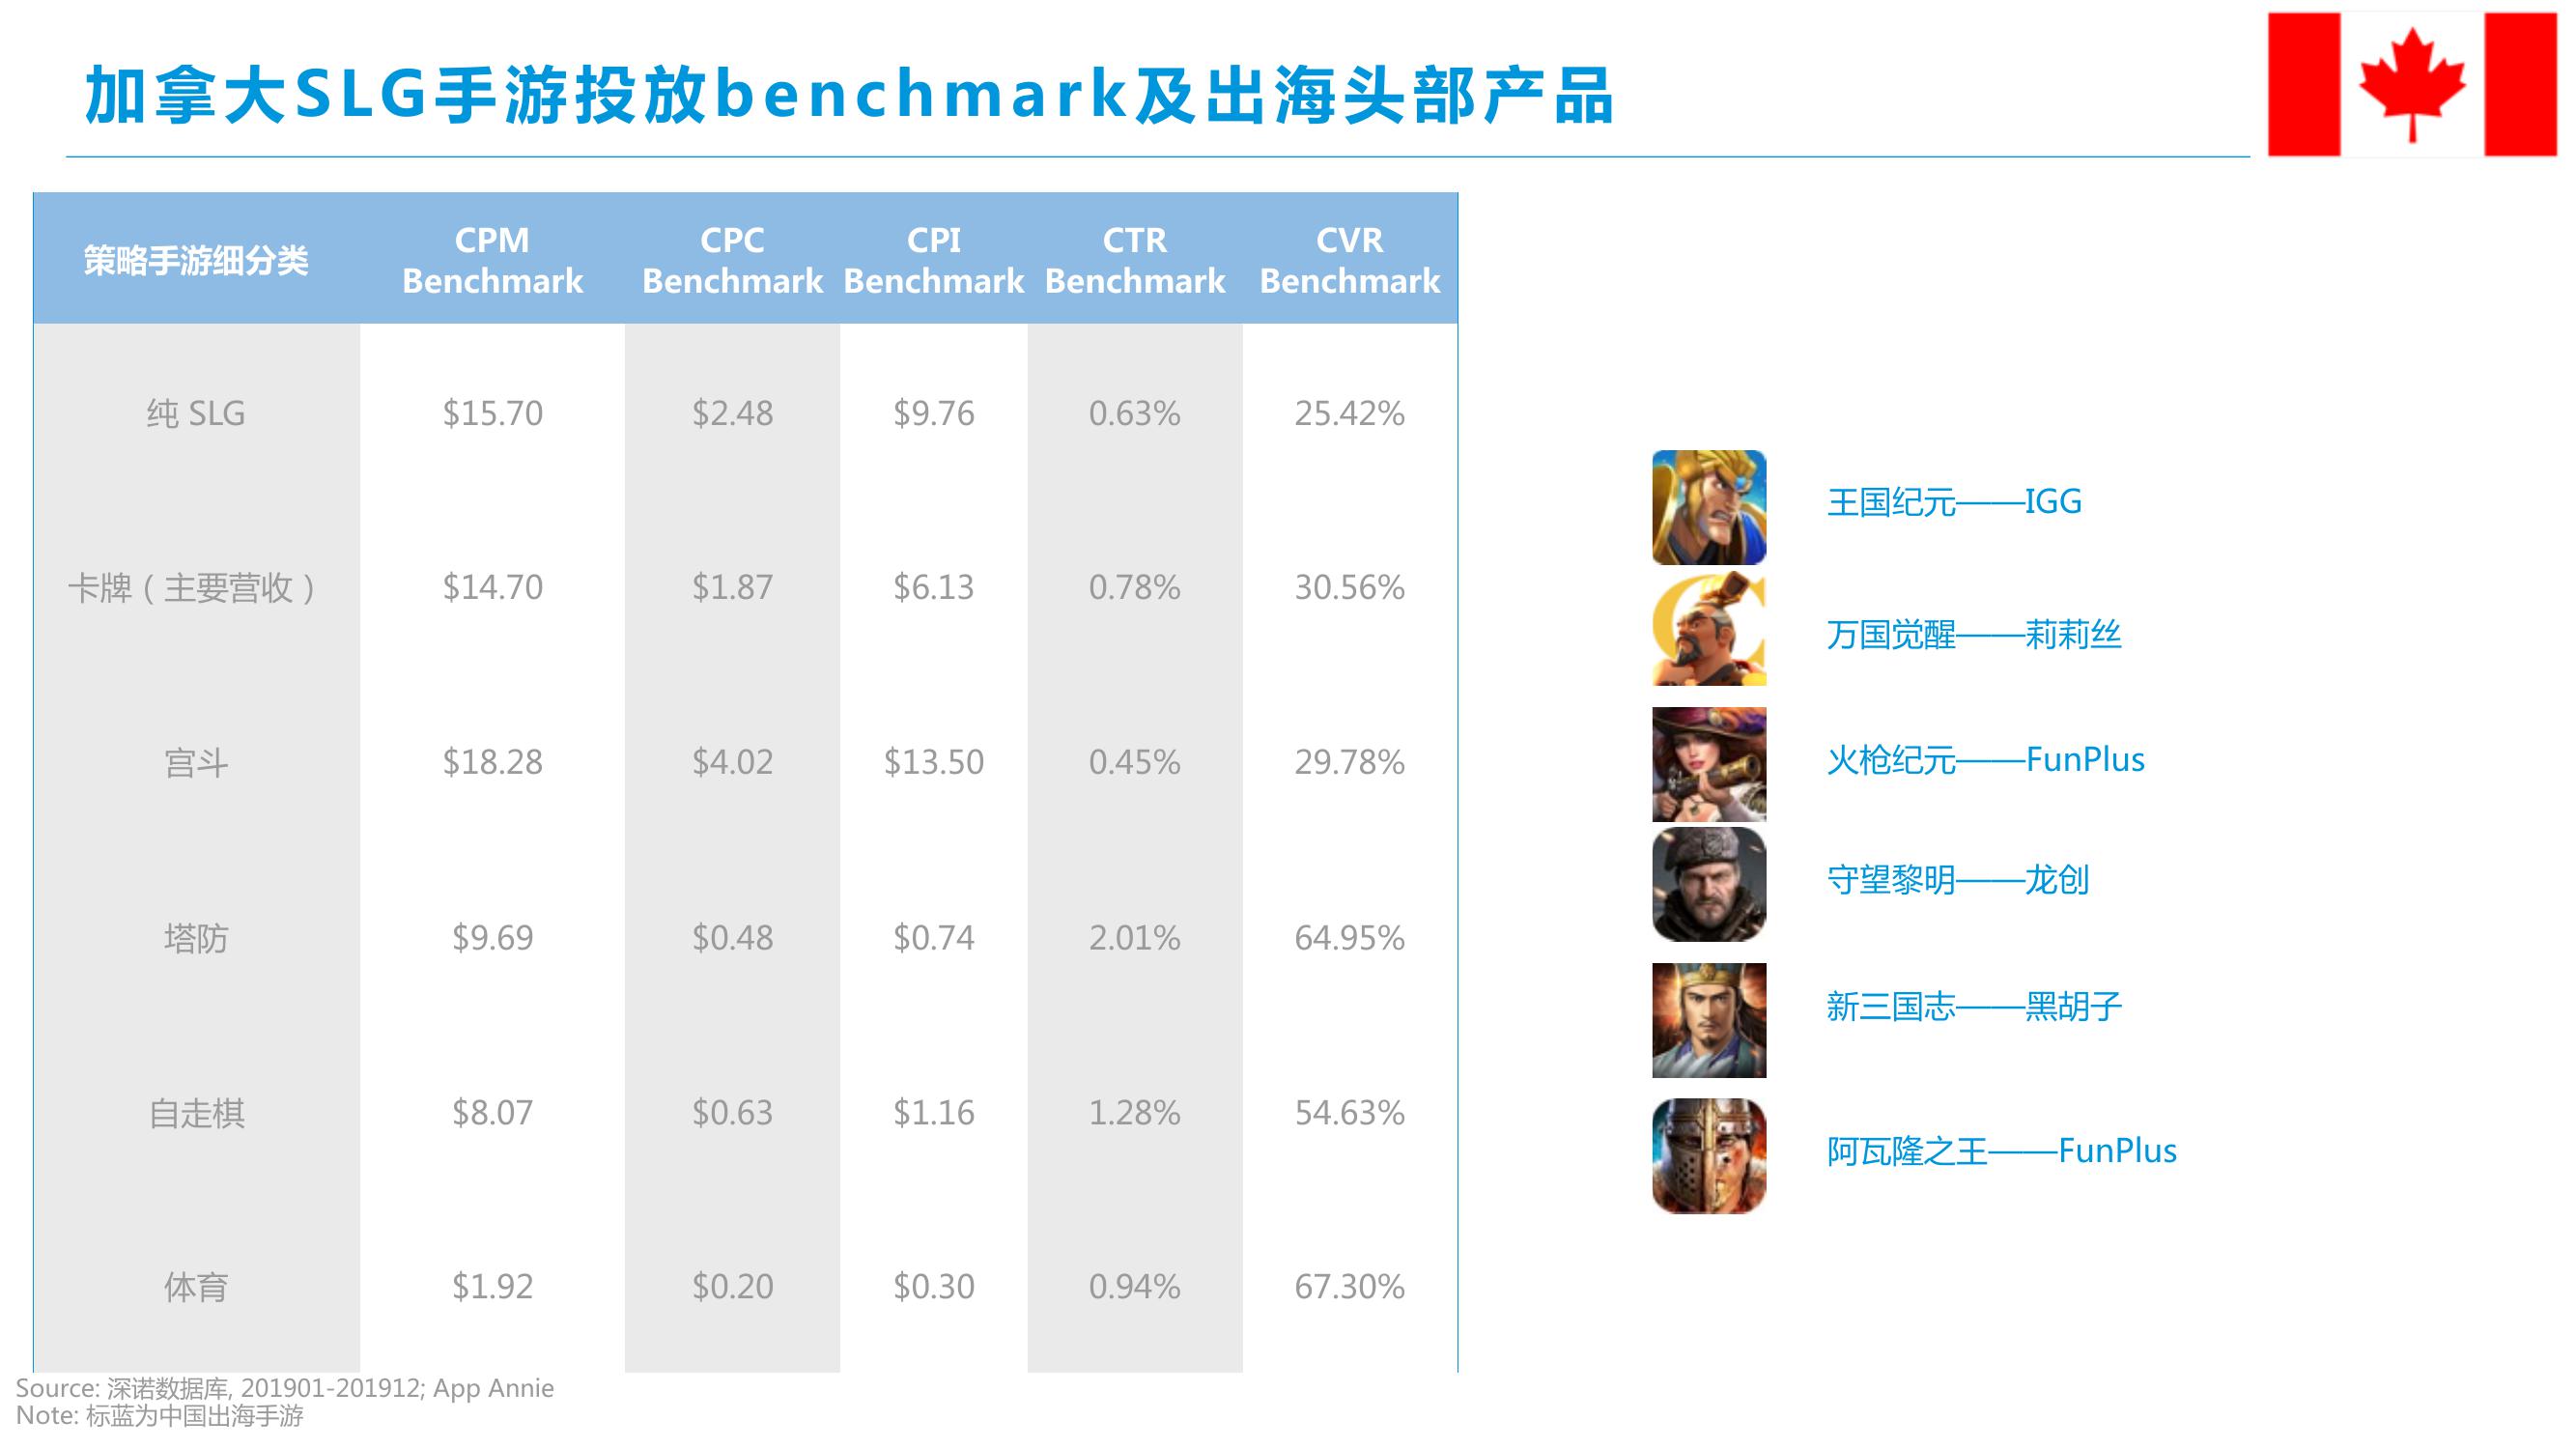 加拿大SLG手游投放benchmark及出海头部产品
策略手游细分类 CPM Benchmark CPC Benchmark CPI Benchmark CTR Benchmark CVR Benchmark
纯 SLG $15.70 $2.48 $9.76 0.63% 25.42%
卡牌（主要营收） $14.70 $1.87 $6.13 0.78% 30.56%
宫斗 $18.28 $4.02 $13.50 0.45% 29.78%
塔防 $9.69 $0.48 $0.74 2.01% 64.95%
自走棋 $8.07 $0.63 $1.16 1.28% 54.63%
体育 $1.92 $0.20 $0.30 0.94% 67.30%
王国纪元——IGG
万国觉醒——莉莉丝
火枪纪元——FunPlus
守望黎明——龙创
新三国志——黑胡子
阿瓦隆之王——FunPlus
Source: 深诺数据库, 201901-201912; App Annie
Note: 标蓝为中国出海手游